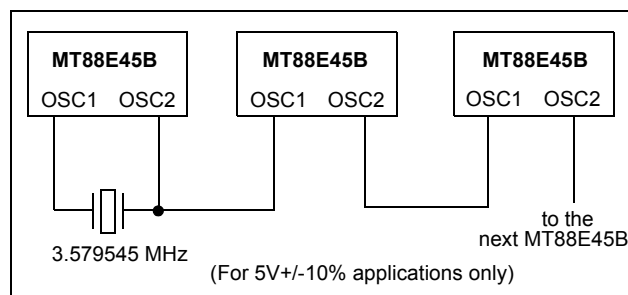 MT88E45B MT88E45B MT88E45B
OSC1 OSC2 OSC1 OSC2 OSC1 OSC2
3.579545 MHz
to the
next MT88E45B
(For 5V+/-10% applications only)